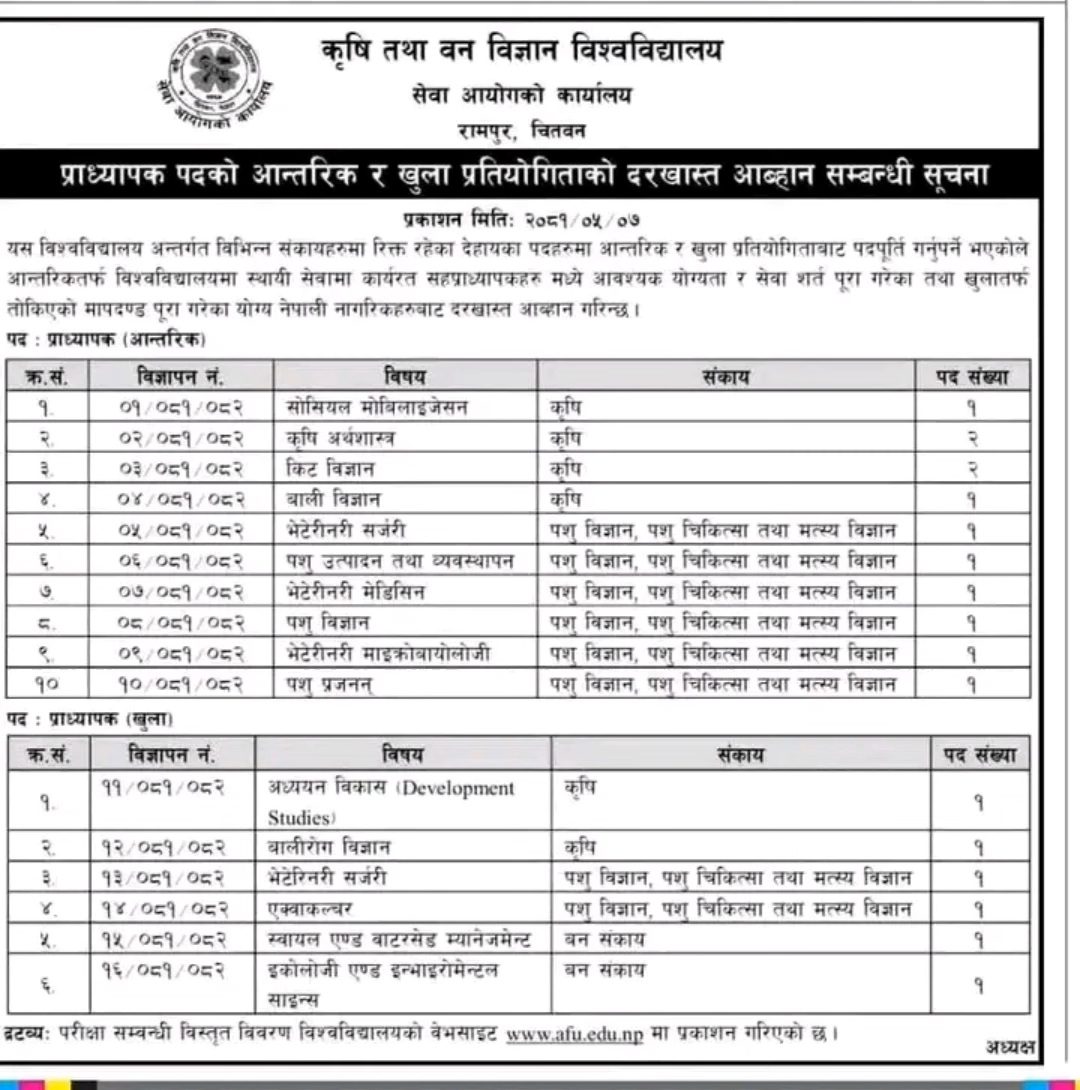 कृषि तथा वन विज्ञान विश्वविद्यालय
सेवा आयोगको कार्यालय
सेवा आयोगको कार्यालय
रामपुर, चितवन
प्राध्यापक पदको आन्तरिक र खुला प्रतियोगिताको दरखास्त आब्हान सम्बन्धी सूचना
प्रकाशन मितिः २०८१/०५/०७
यस विश्वविद्यालय अन्तर्गत विभिन्न संकायहरुमा रिक्त रहेका देहायका पदहरुमा आन्तरिक र खुला प्रतियोगिताबाट पदपूर्ति गर्नुपर्ने भएकोले
आन्तरिकतर्फ विश्वविद्यालयमा स्थायी सेवामा कार्यरत सहप्राध्यापकहरु मध्ये आवश्यक योग्यता र सेवा शर्त पूरा गरेका तथा खुलातर्फ
तोकिएको मापदण्ड पूरा गरेका योग्य नेपाली नागरिकहरुबाट दरखास्त आब्हान गरिन्छ ।
पद : प्राध्यापक (आन्तरिक)
क्र.सं. विज्ञापन नं. विषय संकाय पद संख्या
१. ०१/०८१/०८२ सोसियल मोबिलाइजेसन कृषि १
२. ०२/०८१/०८२ कृषि अर्थशास्त्र कृषि २
३. ०३/०८१/०८२ किट विज्ञान कृषि २
४. ०४/०८१/०८२ बाली विज्ञान कृषि १
५. ०५/०८१/०८२ भेटेरीनरी सर्जरी पशु विज्ञान, पशु चिकित्सा तथा मत्स्य विज्ञान १
६. ०६/०८१/०८२ पशु उत्पादन तथा व्यवस्थापन पशु विज्ञान, पशु चिकित्सा तथा मत्स्य विज्ञान १
७. ०७/०८१/०८२ भेटेरीनरी मेडिसिन पशु विज्ञान, पशु चिकित्सा तथा मत्स्य विज्ञान १
८. ०८/०८१/०८२ पशु विज्ञान पशु विज्ञान, पशु चिकित्सा तथा मत्स्य विज्ञान १
९. ०९/०८१/०८२ भेटेरीनरी माइक्रोबायोलोजी पशु विज्ञान, पशु चिकित्सा तथा मत्स्य विज्ञान १
१० १०/०८१/०८२ पशु प्रजनन् पशु विज्ञान, पशु चिकित्सा तथा मत्स्य विज्ञान १
पद : प्राध्यापक (खुला)
क्र.सं. विज्ञापन नं. विषय संकाय पद संख्या
१. ११/०८१/०८२ अध्ययन विकास (Development कृषि १
Studies)
२. १२/०८१/०८२ बालीरोग विज्ञान कृषि १
३. १३/०८१/०८२ भेटेरिनरी सर्जरी पशु विज्ञान, पशु चिकित्सा तथा मत्स्य विज्ञान १
४. १४/०८१/०८२ एक्वाकल्चर पशु विज्ञान, पशु चिकित्सा तथा मत्स्य विज्ञान १
५. १५/०८१/०८२ स्वायल एण्ड वाटरसेड म्यानेजमेन्ट बन संकाय १
६. १६/०८१/०८२ इकोलोजी एण्ड इन्भाइरोमेन्टल बन संकाय १
साइन्स
द्रटब्यः परीक्षा सम्बन्धी विस्तृत विवरण विश्वविद्यालयको वेभसाइट www.afu.edu.np मा प्रकाशन गरिएको छ ।
अध्यक्ष